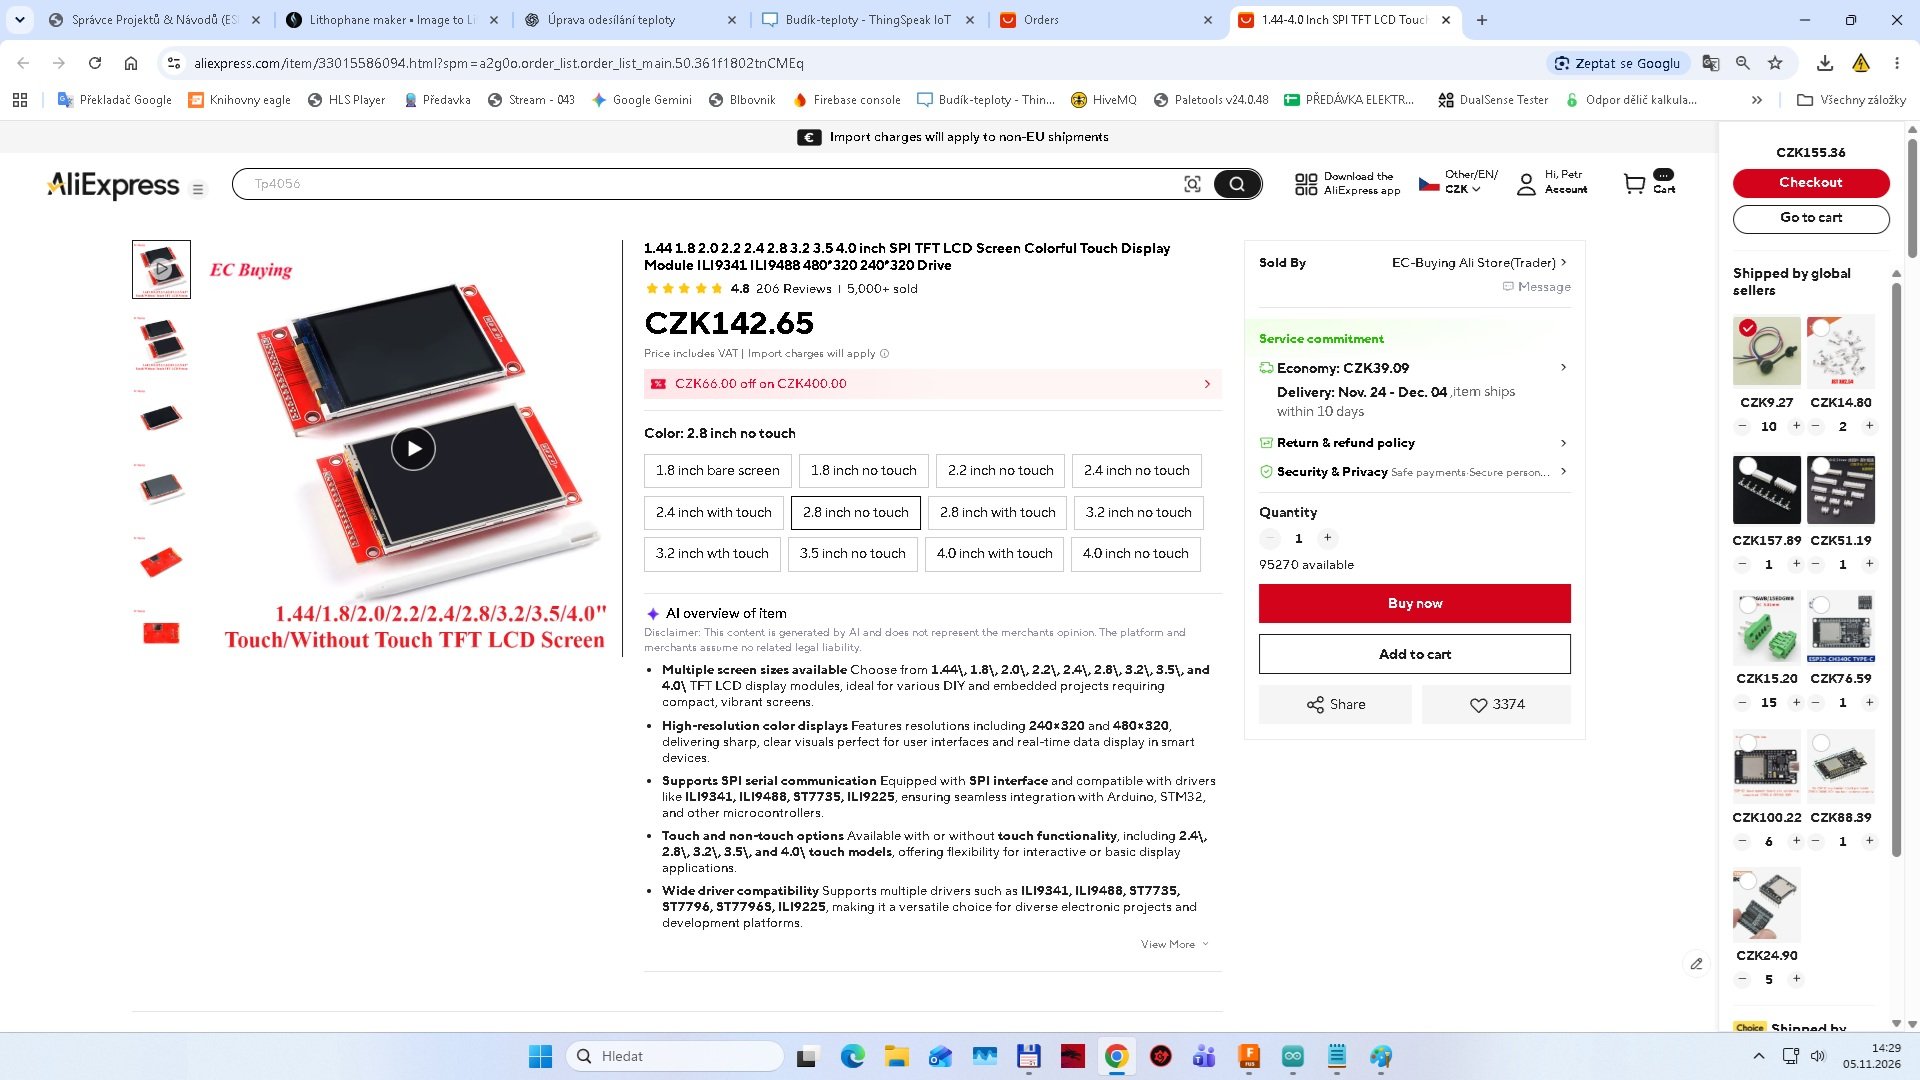 Správce Projektů & Návodů (ES
Lithophane maker • Image to Li
Úprava odesílání teploty
Budík-teploty - ThingSpeak IoT
Orders
1.44-4.0 Inch SPI TFT LCD Touch
aliexpress.com/item/33015586094.html?spm=a2g0o.order_list.order_list_main.50.361f1802tnCMEq
Zeptat se Googlu
Překladač Google
Knihovny eagle
HLS Player
Předavka
Stream - 043
Google Gemini
Blbovnik
Firebase console
Budík-teploty - Thin...
HiveMQ
Paletools v24.0.48
PŘEDÁVKA ELEKTR...
DualSense Tester
Odpor dělič kalkula...
Všechny záložky
€ Import charges will apply to non-EU shipments
AliExpress
Tp4056
Download the
AliExpress app
Other/EN/
CZK
Hi, Petr
Account
Cart
EC Buying
1.44/1.8/2.0/2.2/2.4/2.8/3.2/3.5/4.0"
Touch/Without Touch TFT LCD Screen
1.44 1.8 2.0 2.2 2.4 2.8 3.2 3.5 4.0 inch SPI TFT LCD Screen Colorful Touch Display
Module ILI9341 ILI9488 480*320 240*320 Drive
4.8 206 Reviews | 5,000+ sold
CZK142.65
Price includes VAT | Import charges will apply
CZK66.00 off on CZK400.00
Color: 2.8 inch no touch
1.8 inch bare screen
1.8 inch no touch
2.2 inch no touch
2.4 inch no touch
2.4 inch with touch
2.8 inch no touch
2.8 inch with touch
3.2 inch no touch
3.2 inch wth touch
3.5 inch no touch
4.0 inch with touch
4.0 inch no touch
AI overview of item
Disclaimer: This content is generated by AI and does not represent the merchants opinion. The platform and
merchants assume no related legal liability.
• Multiple screen sizes available Choose from 1.44\, 1.8\, 2.0\, 2.2\, 2.4\, 2.8\, 3.2\, 3.5\, and
4.0\ TFT LCD display modules, ideal for various DIY and embedded projects requiring
compact, vibrant screens.
• High-resolution color displays Features resolutions including 240×320 and 480×320,
delivering sharp, clear visuals perfect for user interfaces and real-time data display in smart
devices.
• Supports SPI serial communication Equipped with SPI interface and compatible with drivers
like ILI9341, ILI9488, ST7735, ILI9225, ensuring seamless integration with Arduino, STM32,
and other microcontrollers.
• Touch and non-touch options Available with or without touch functionality, including 2.4\,
2.8\, 3.2\, 3.5\, and 4.0\ touch models, offering flexibility for interactive or basic display
applications.
• Wide driver compatibility Supports multiple drivers such as ILI9341, ILI9488, ST7735,
ST7796, ST7796S, ILI9225, making it a versatile choice for diverse electronic projects and
development platforms.
View More
Sold By
EC-Buying Ali Store(Trader)
Message
Service commitment
Economy: CZK39.09
Delivery: Nov. 24 - Dec. 04 ,item ships
within 10 days
Return & refund policy
Security & Privacy Safe payments·Secure person...
Quantity
1
95270 available
Buy now
Add to cart
Share
3374
CZK155.36
Checkout
Go to cart
Shipped by global
sellers
CZK9.27 CZK14.80
10 2
CZK157.89 CZK51.19
1 1
CZK15.20 CZK76.59
15 1
CZK100.22 CZK88.39
6 1
CZK24.90
5
Choice Shipped by
Hledat
14:29
05.11.2026